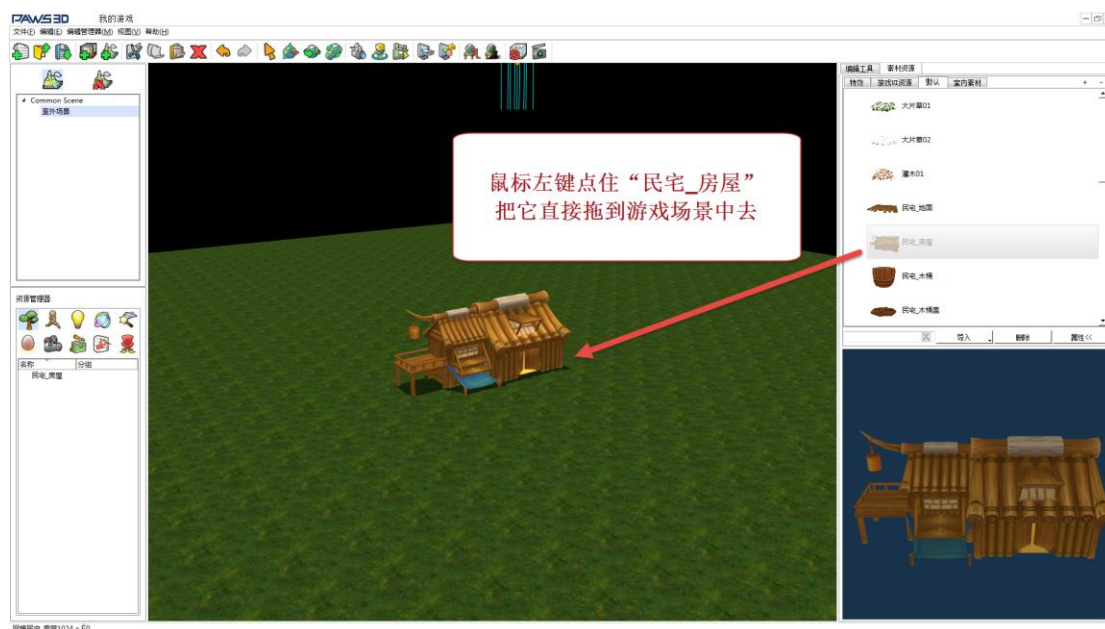 PAWS3D 我的游戏
文件(F) 编辑(E) 编辑管理器(M) 视图(V) 帮助(H)
编辑工具 素材资源
特效 游戏VI资源 默认 室内素材 + -
Common Scene
室外场景
大片草01
大片草02
灌木01
民宅_地面
民宅_房屋
民宅_木桶
民宅_木桶盖
鼠标左键点住“民宅_房屋”
把它直接拖到游戏场景中去
资源管理器
名称 分组
民宅_房屋
导入 删除 属性<<